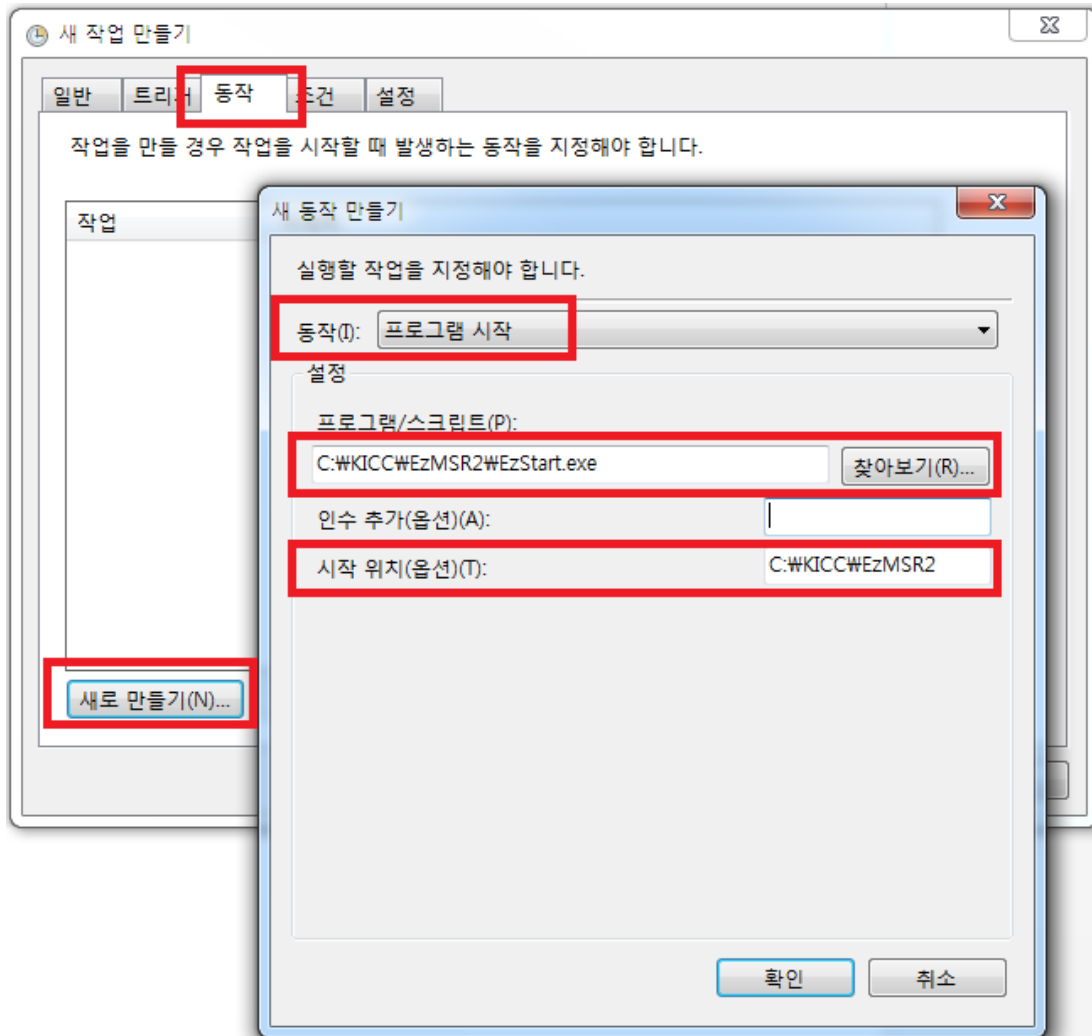 새 작업 만들기
일반 트리거 동작 조건 설정
작업을 만들 경우 작업을 시작할 때 발생하는 동작을 지정해야 합니다.
작업
새로 만들기(N)...
새 동작 만들기
실행할 작업을 지정해야 합니다.
동작(I): 프로그램 시작
설정
프로그램/스크립트(P):
C:₩KICC₩EzMSR2₩EzStart.exe 찾아보기(R)...
인수 추가(옵션)(A):
시작 위치(옵션)(T): C:₩KICC₩EzMSR2
확인 취소